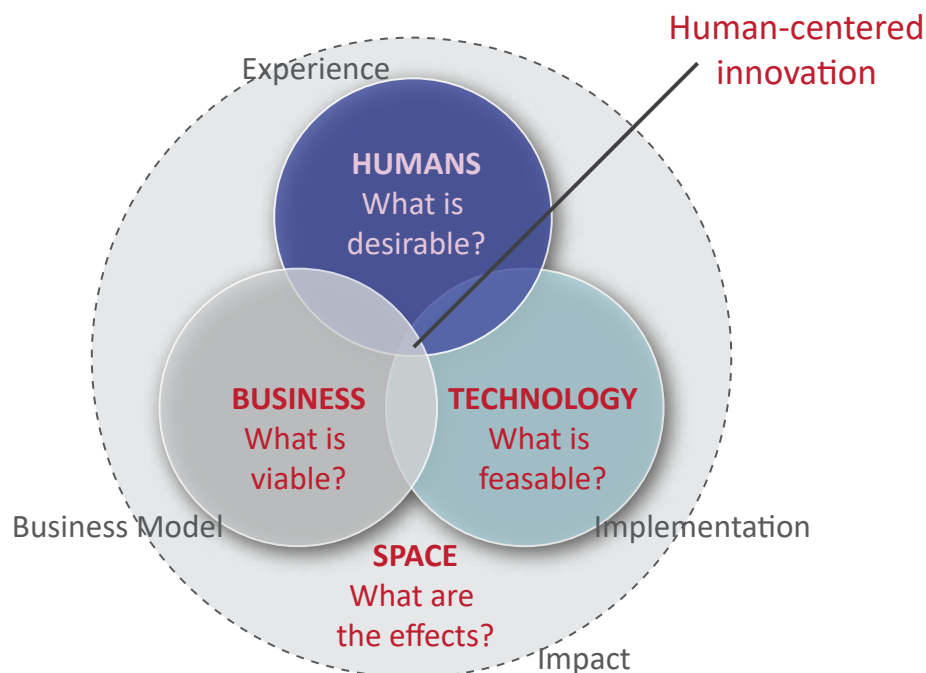 Human-centered
innovation
Experience
HUMANS
What is
desirable?
BUSINESS
What is
viable?
TECHNOLOGY
What is
feasable?
Business Model
Implementation
SPACE
What are
the effects?
Impact